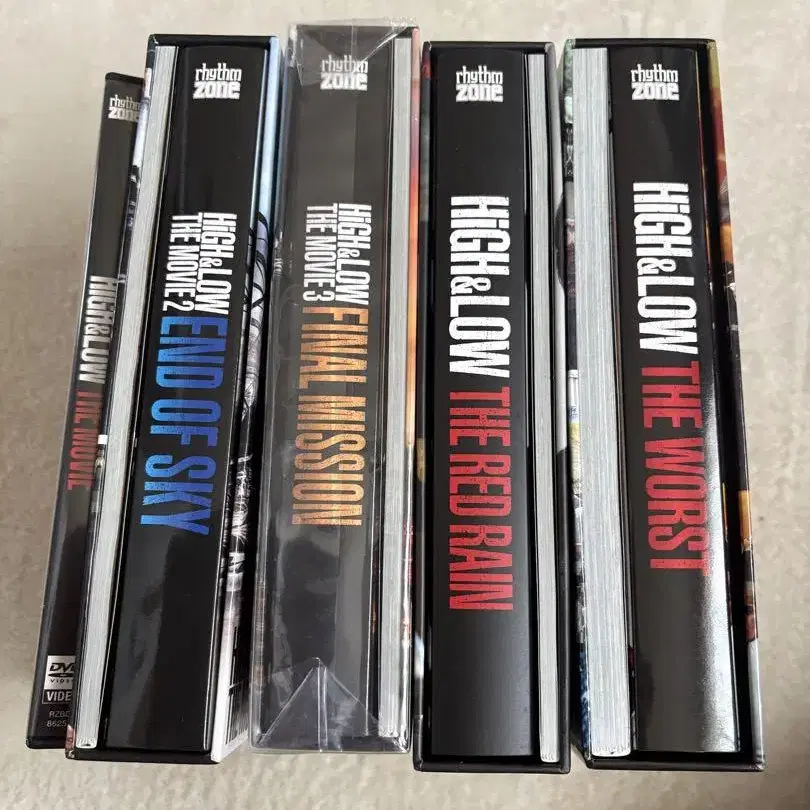 rhythm
zone
HiGH&LOW THE MOVIE
DVD
VIDEO
rhythm
zone
HiGH&LOW
THE MOVIE 2
END OF SKY
rhythm
zone
HiGH&LOW
THE MOVIE 3
FINAL MISSION
rhythm
zone
HiGH&LOW THE RED RAIN
rhythm
zone
HiGH&LOW THE WORST